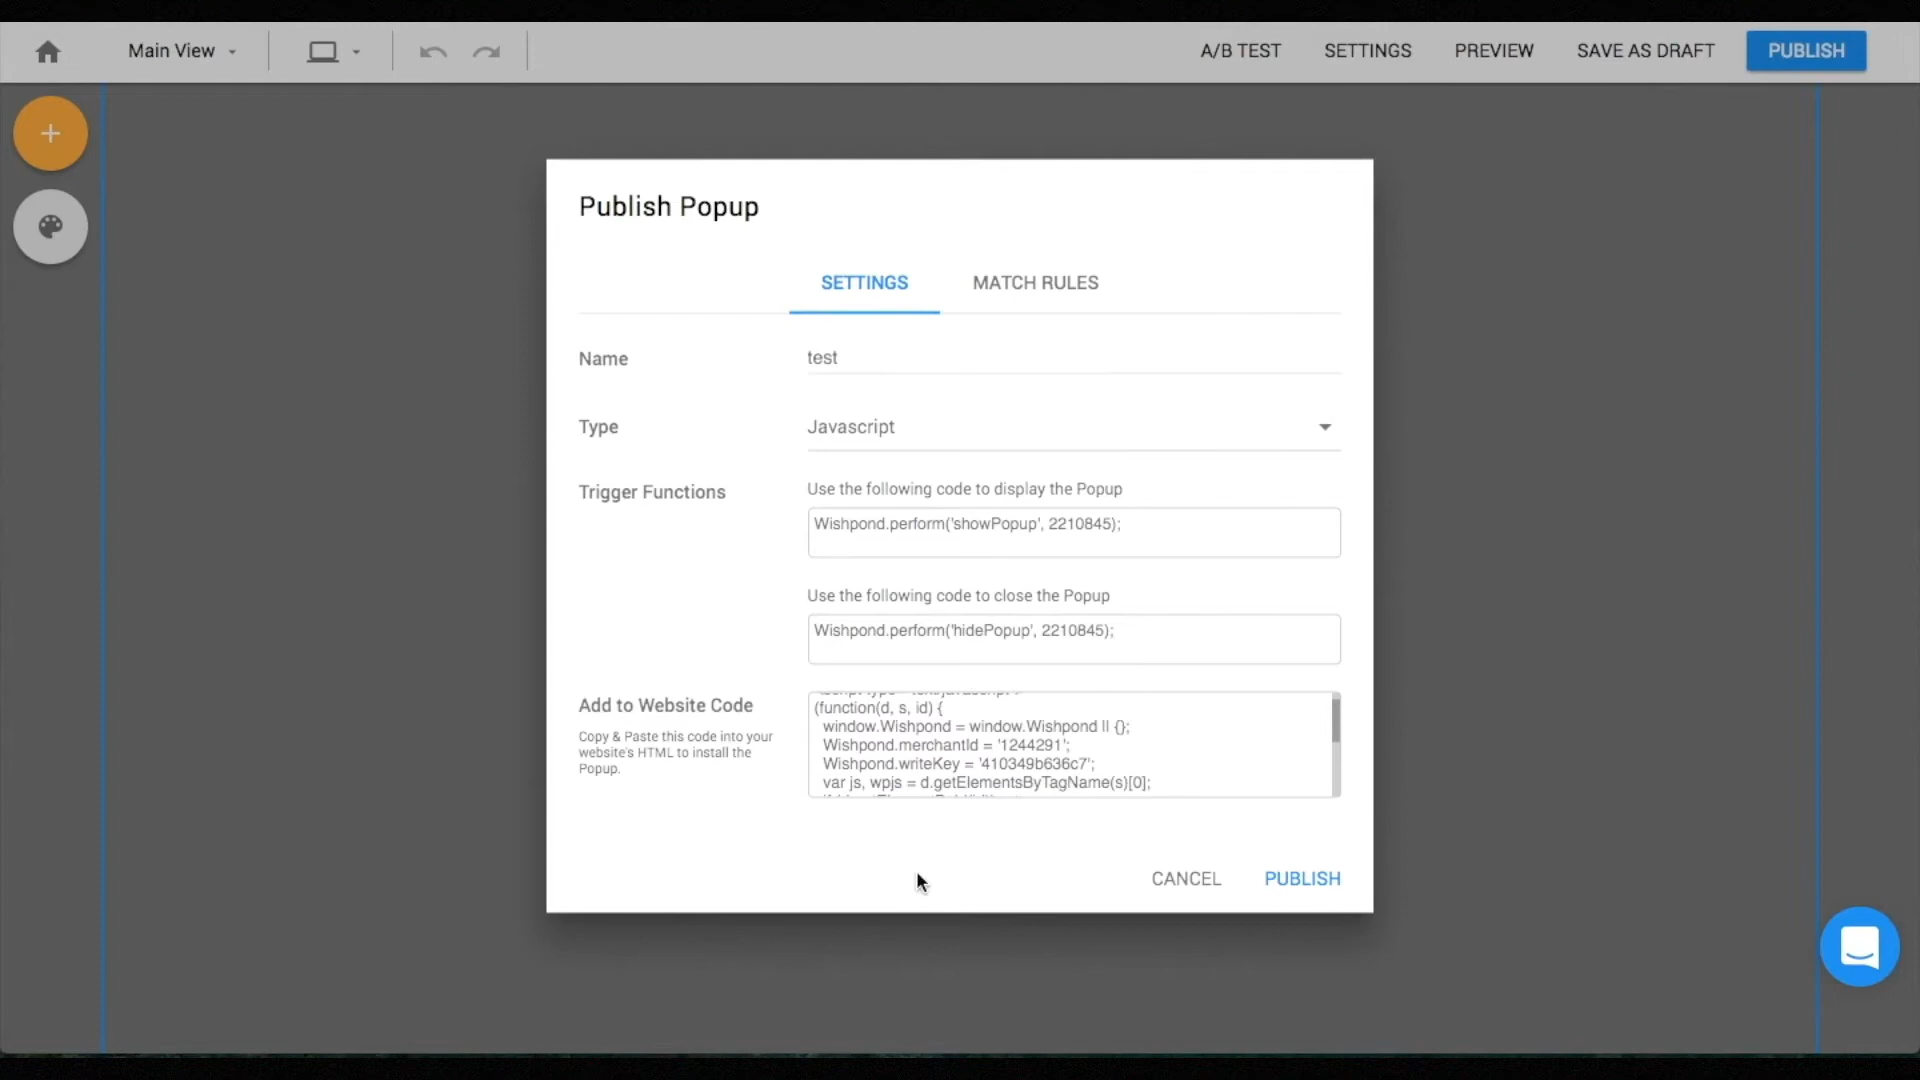 Main View
A/B TEST
SETTINGS
PREVIEW
SAVE AS DRAFT
PUBLISH
Publish Popup
SETTINGS
MATCH RULES
Name
test
Type
Javascript
Trigger Functions
Use the following code to display the Popup
Wishpond.perform('showPopup', 2210845);
Use the following code to close the Popup
Wishpond.perform('hidePopup', 2210845);
Add to Website Code
Copy & Paste this code into your
website's HTML to install the
Popup.
(function(d, s, id) {
window.Wishpond = window.Wishpond || {};
Wishpond.merchantId = '1244291';
Wishpond.writeKey = '410349b636c7';
var js, wpjs = d.getElementsByTagName(s)[0];
CANCEL
PUBLISH